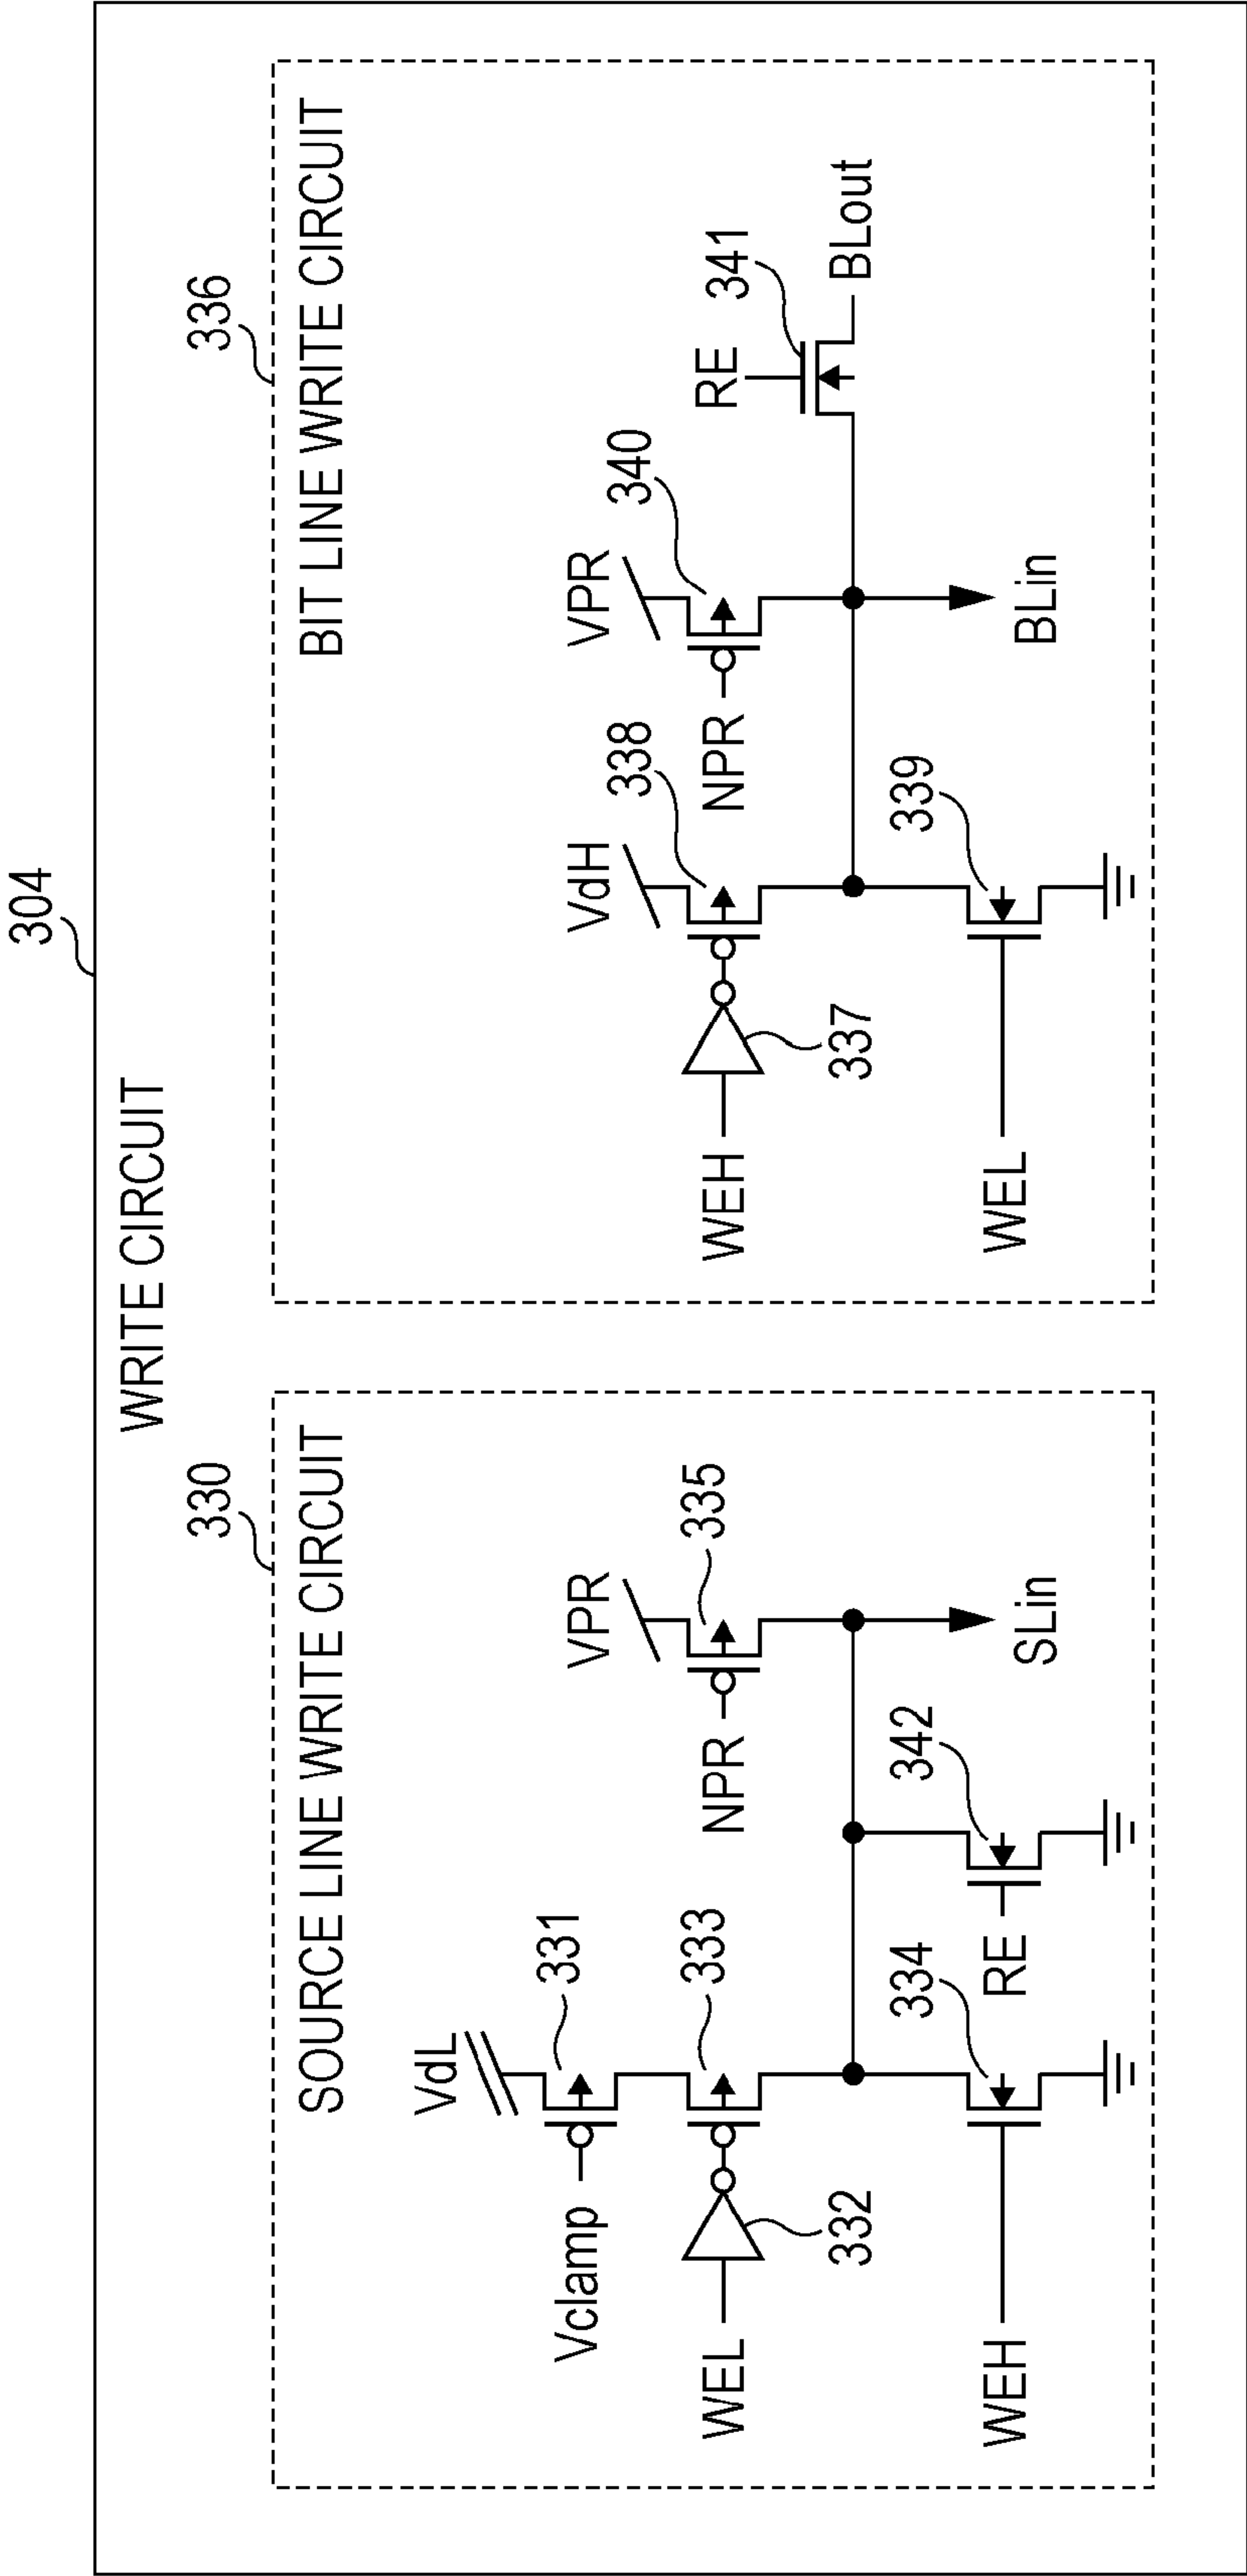 304
WRITE CIRCUIT
330
SOURCE LINE WRITE CIRCUIT
VdL
331
Vclamp
VPR
333
335
WEL
NPR
332
334
342
WEH
RE
SLin
336
BIT LINE WRITE CIRCUIT
VdH
338
VPR
340
RE
341
WEH
NPR
337
339
BLout
WEL
BLin